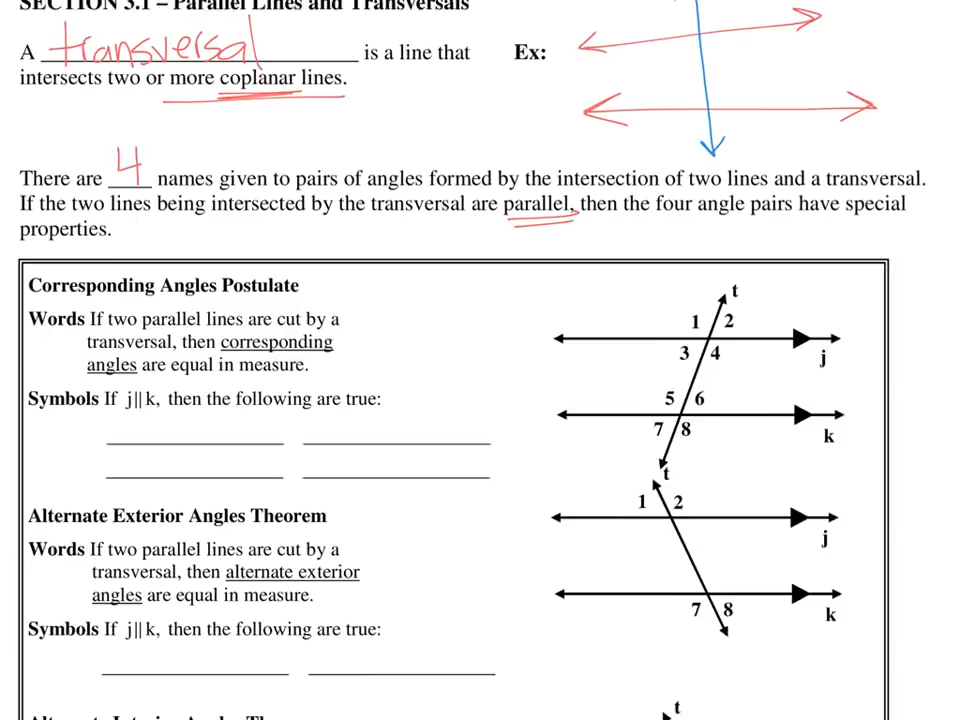 SECTION 3.1 – Parallel Lines and Transversals
A transversal is a line that Ex:
intersects two or more coplanar lines.
There are 4 names given to pairs of angles formed by the intersection of two lines and a transversal.
If the two lines being intersected by the transversal are parallel, then the four angle pairs have special
properties.
Corresponding Angles Postulate
Words If two parallel lines are cut by a
transversal, then corresponding
angles are equal in measure.
Symbols If j||k, then the following are true:
t
1 2
3 4
j
5 6
7 8
k
Alternate Exterior Angles Theorem
Words If two parallel lines are cut by a
transversal, then alternate exterior
angles are equal in measure.
Symbols If j||k, then the following are true:
t
1 2
j
7 8
k
t